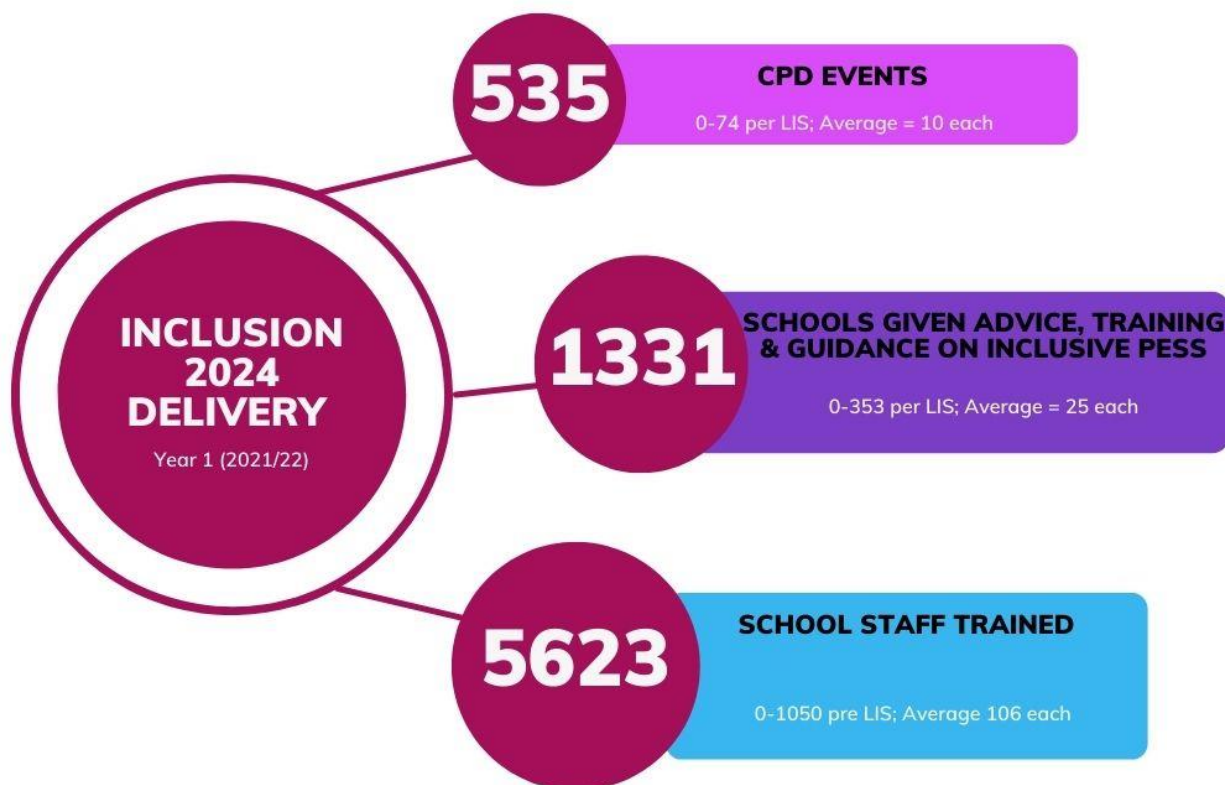 INCLUSION
2024
DELIVERY
Year 1 (2021/22)
535
CPD EVENTS
0-74 per LIS; Average = 10 each
1331
SCHOOLS GIVEN ADVICE, TRAINING
& GUIDANCE ON INCLUSIVE PESS
0-353 per LIS; Average = 25 each
5623
SCHOOL STAFF TRAINED
0-1050 pre LIS; Average 106 each